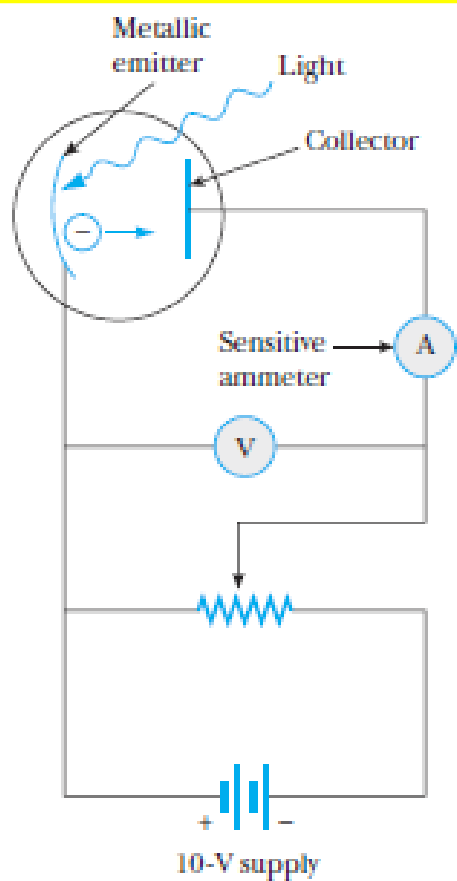 Metallic
emitter
Light
Collector
−
Sensitive
ammeter
A
V
+ −
10-V supply